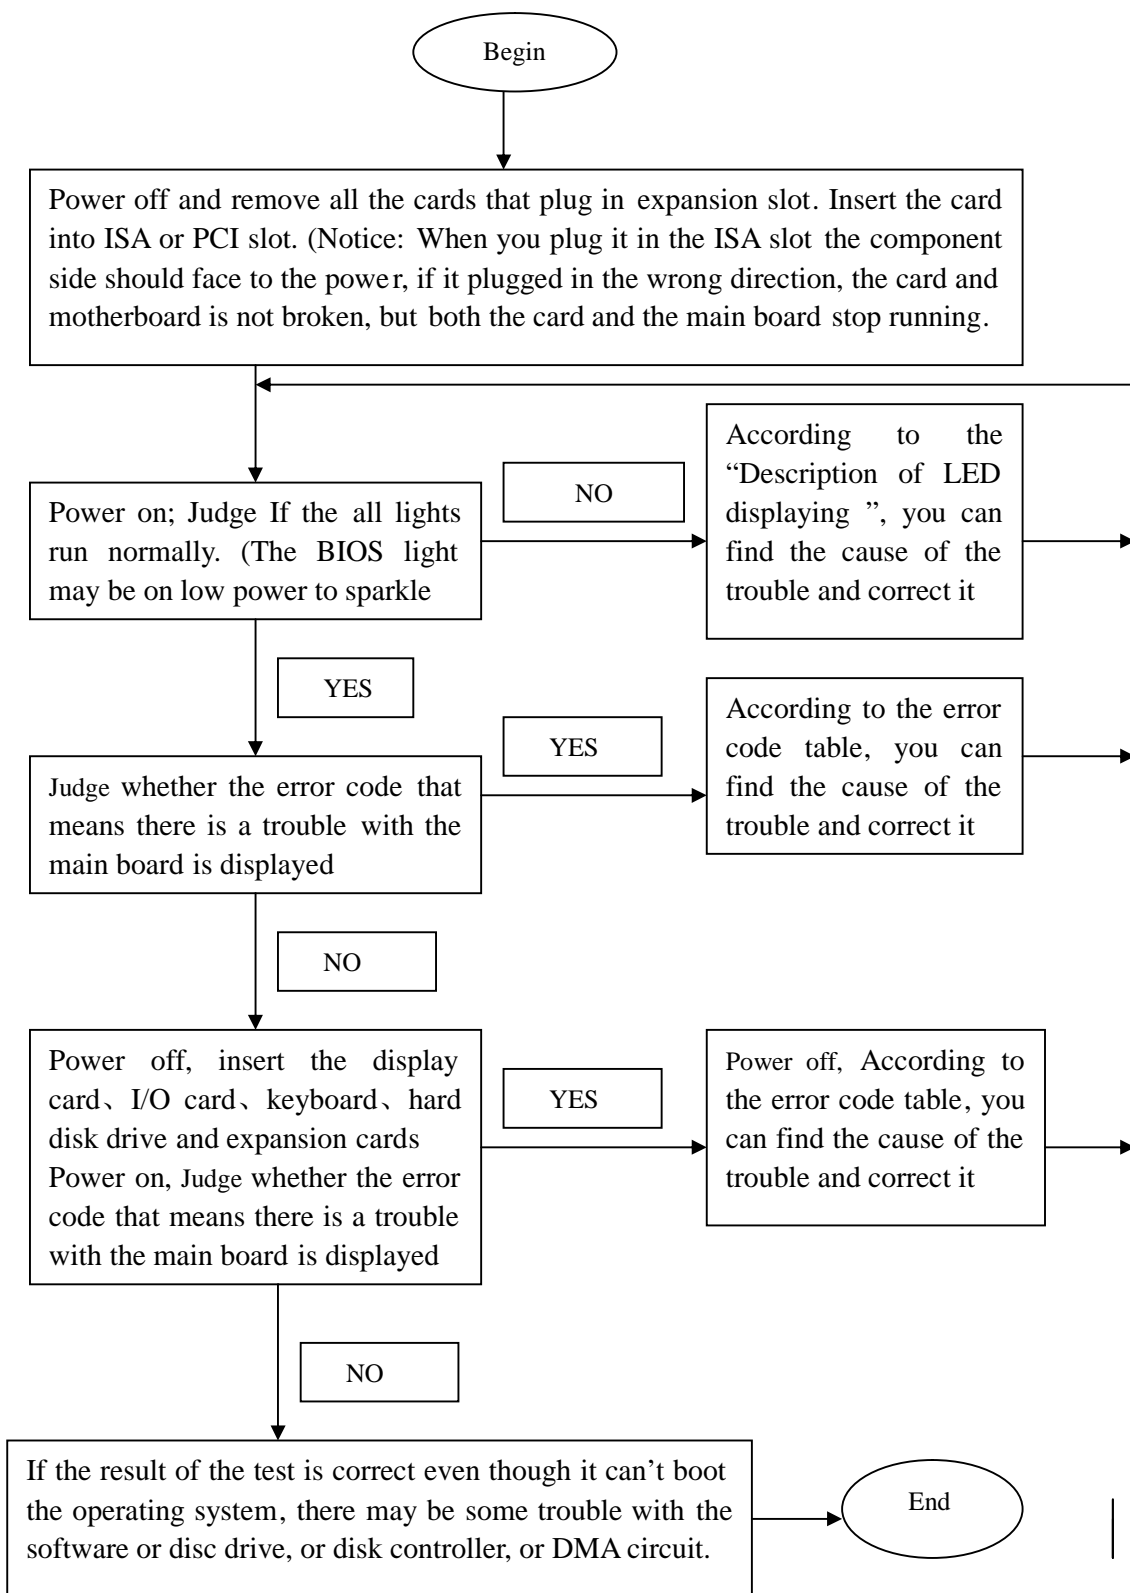 Begin
Power off and remove all the cards that plug in expansion slot. Insert the card
into ISA or PCI slot. (Notice: When you plug it in the ISA slot the component
side should face to the power, if it plugged in the wrong direction, the card and
motherboard is not broken, but both the card and the main board stop running.
Power on; Judge If the all lights
run normally. (The BIOS light
may be on low power to sparkle
NO
According to the
“Description of LED
displaying ”, you can
find the cause of the
trouble and correct it
YES
Judge whether the error code that
means there is a trouble with the
main board is displayed
YES
According to the error
code table, you can
find the cause of the
trouble and correct it
NO
Power off, insert the display
card、I/O card、keyboard、hard
disk drive and expansion cards
Power on, Judge whether the error
code that means there is a trouble
with the main board is displayed
YES
Power off, According to
the error code table, you
can find the cause of the
trouble and correct it
NO
If the result of the test is correct even though it can’t boot
the operating system, there may be some trouble with the
software or disc drive, or disk controller, or DMA circuit.
End